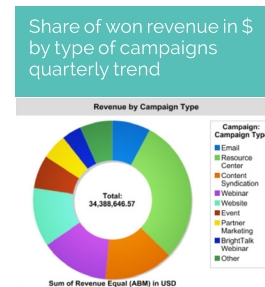 Share of won revenue in $
by type of campaigns
quarterly trend
Revenue by Campaign Type
Campaign:
Campaign Type
Email
Resource
Center
Content
Syndication
Webinar
Website
Event
Partner
Marketing
BrightTalk
Webinar
Other
Total:
34,388,646.57
Sum of Revenue Equal (ABM) in USD